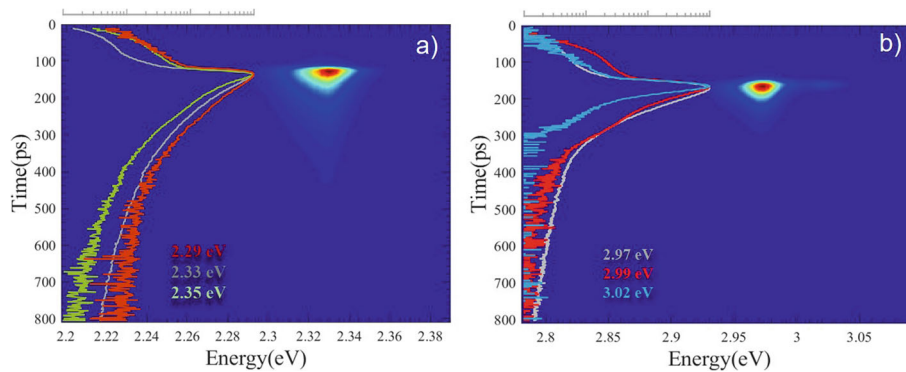 a)
0
100
200
300
400
500
600
700
800
Time(ps)
2.29 eV
2.33 eV
2.35 eV
2.2 2.22 2.24 2.26 2.28 2.3 2.32 2.34 2.36 2.38
Energy(eV)
b)
0
100
200
300
400
500
600
700
800
Time(ps)
2.97 eV
2.99 eV
3.02 eV
2.8 2.85 2.9 2.95 3 3.05
Energy(eV)